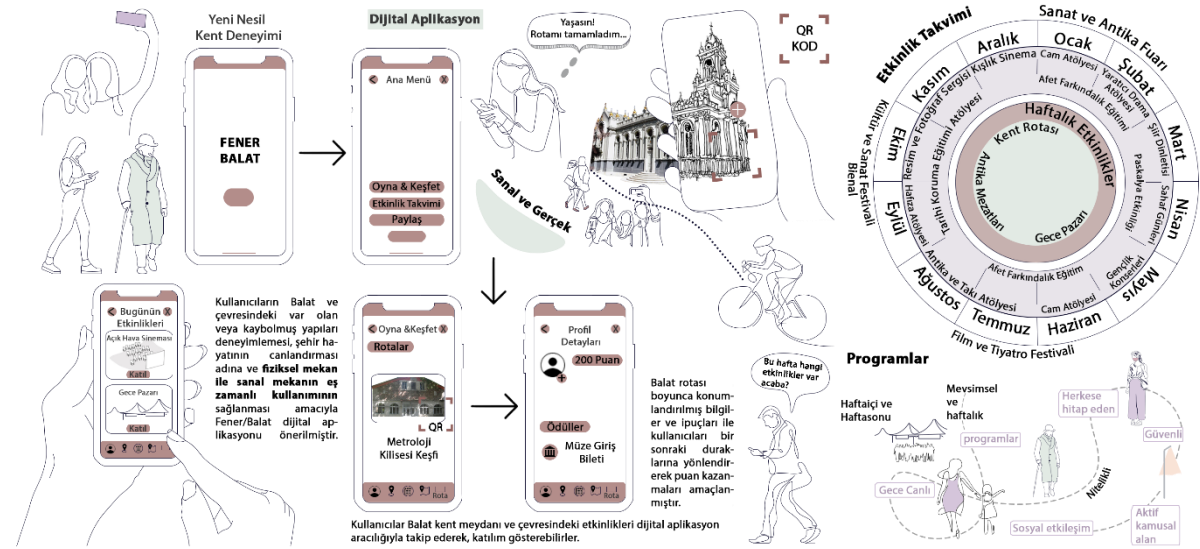 Yeni Nesil
Kent Deneyimi
FENER
BALAT
Dijital Aplikasyon
Ana Menü
Oyna & Keşfet
Etkinlik Takvimi
Paylaş
Yaşasın!
Rotamı tamamladım...
QR
KOD
Sanal ve Gerçek
Bugünün
Etkinlikleri
Açık Hava Sineması
Katıl
Gece Pazarı
Katıl
Kullanıcıların Balat ve
çevresindeki var olan
veya kaybolmuş yapıları
deneyimlemesi, şehir ha-
yatının canlandırması
adına ve fiziksel mekan
ile sanal mekanın eş
zamanlı kullanımının
sağlanması amacıyla
Fener/Balat dijital ap-
likasyonu önerilmiştir.
Oyna &Keşfet
Rotalar
QR
Metroloji
Kilisesi Keşfi
Rota
Profil
Detayları
200 Puan
Ödüller
Müze Giriş
Bileti
Rota
Balat rotası
boyunca konum-
landırılmış bilgiler
ve ipuçları ile
kullanıcıları bir
sonraki durak-
larına yönlendir-
erek puan kazan-
maları amaçlan-
mıştır.
Bu hafta hangi
etkinlikler var
acaba?
Kullanıcılar Balat kent meydanı ve çevresindeki etkinlikleri dijital aplikasyon
aracılığıyla takip ederek, katılım gösterebilirler.
Etkinlik Takvimi
Sanat ve Antika Fuarı
Kültür ve Sanat Festivali
Bienal
Film ve Tiyatro Festivali
Ocak
Şubat
Mart
Nisan
Mayıs
Haziran
Temmuz
Ağustos
Eylül
Ekim
Kasım
Aralık
Cam Atölyesi
Yaratıcı Drama
Atölyesi
Şiir Dinletisi
Sahaf Günleri
Gençlik
Konserleri
Cam Atölyesi
Antika ve Takı Atölyesi
Hafıza Atölyesi
Resim ve Fotoğraf Sergisi
Kışlık Sinema
Afet Farkındalık Eğitimi
Paskalya Etkinliği
Afet Farkındalık Eğitim
Tarihi Koruma Eğitimi Atölyesi
Haftalık Etkinlikler
Kent Rotası
Gece Pazarı
Antika Mezatları
Programlar
Haftaiçi ve
Haftasonu
Mevsimsel
ve
haftalık
programlar
Herkese
hitap eden
Güvenli
Nitelikli
Gece Canlı
Sosyal etkileşim
Aktif
kamusal
alan